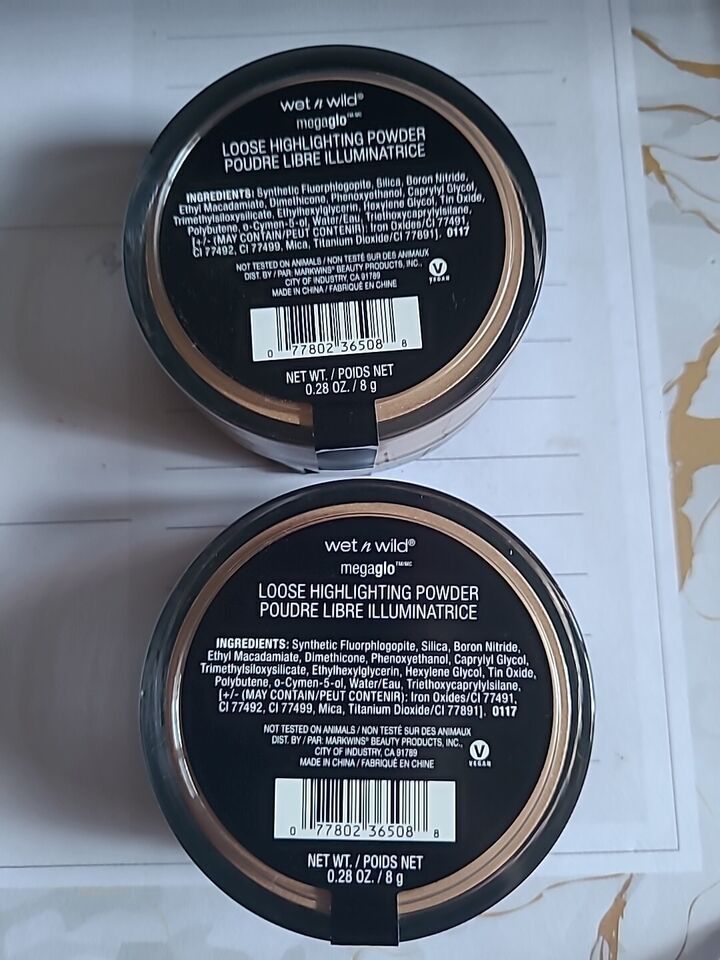 wet n wild®
megaglo™/MC
LOOSE HIGHLIGHTING POWDER
POUDRE LIBRE ILLUMINATRICE
INGREDIENTS: Synthetic Fluorphlogopite, Silica, Boron Nitride,
Ethyl Macadamiate, Dimethicone, Phenoxyethanol, Caprylyl Glycol,
Trimethylsiloxysilicate, Ethylhexylglycerin, Hexylene Glycol, Tin Oxide,
Polybutene, o-Cymen-5-ol, Water/Eau, Triethoxycaprylylsilane,
[+/- (MAY CONTAIN/PEUT CONTENIR): Iron Oxides/CI 77491,
CI 77492, CI 77499, Mica, Titanium Dioxide/CI 77891]. 0117
NOT TESTED ON ANIMALS / NON TESTÉ SUR DES ANIMAUX
DIST. BY / PAR: MARKWINS® BEAUTY PRODUCTS, INC.,
CITY OF INDUSTRY, CA 91789
MADE IN CHINA / FABRIQUÉ EN CHINE
V
VEGAN
0 77802 36508 8
NET WT. / POIDS NET
0.28 OZ. / 8 g
wet n wild®
megaglo™/MC
LOOSE HIGHLIGHTING POWDER
POUDRE LIBRE ILLUMINATRICE
INGREDIENTS: Synthetic Fluorphlogopite, Silica, Boron Nitride,
Ethyl Macadamiate, Dimethicone, Phenoxyethanol, Caprylyl Glycol,
Trimethylsiloxysilicate, Ethylhexylglycerin, Hexylene Glycol, Tin Oxide,
Polybutene, o-Cymen-5-ol, Water/Eau, Triethoxycaprylylsilane,
[+/- (MAY CONTAIN/PEUT CONTENIR): Iron Oxides/CI 77491,
CI 77492, CI 77499, Mica, Titanium Dioxide/CI 77891]. 0117
NOT TESTED ON ANIMALS / NON TESTÉ SUR DES ANIMAUX
DIST. BY / PAR: MARKWINS® BEAUTY PRODUCTS, INC.,
CITY OF INDUSTRY, CA 91789
MADE IN CHINA / FABRIQUÉ EN CHINE
V
VEGAN
0 77802 36508 8
NET WT. / POIDS NET
0.28 OZ. / 8 g